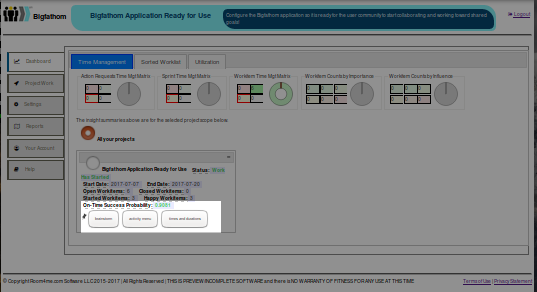 Bigfathom
Bigfathom Application Ready for Use
Configure the Bigfathom application so it is ready for the user community to start collaborating and working toward shared
goals!
Logout
Dashboard
Project Work
Settings
Reports
Your Account
Help
Time Management
Sorted Worklist
Utilization
Action Requests Time Mgt Matrix
Sprint Time Mgt Matrix
Workitem Time Mgt Matrix
Workitem Counts by Importance
Workitem Counts by Influence
The insight summaries above are for the selected project scope below.
All your projects
Bigfathom Application Ready for Use Status: Work
Not Started
Start Date: 2017-07-07 End Date: 2017-07-20
Open Workitems: 6 Closed Workitems: 0
Started Workitems: 0 Happy Workitems: 0
On-Time Success Probability:
brainstorm
activity menu
times and durations
© Copyright Room4me.com Software LLC 2015-2017 | All Rights Reserved | THIS IS PREVIEW INCOMPLETE SOFTWARE and there is NO WARRANTY OF FITNESS FOR ANY USE AT THIS TIME
Terms of Use | Privacy Statement